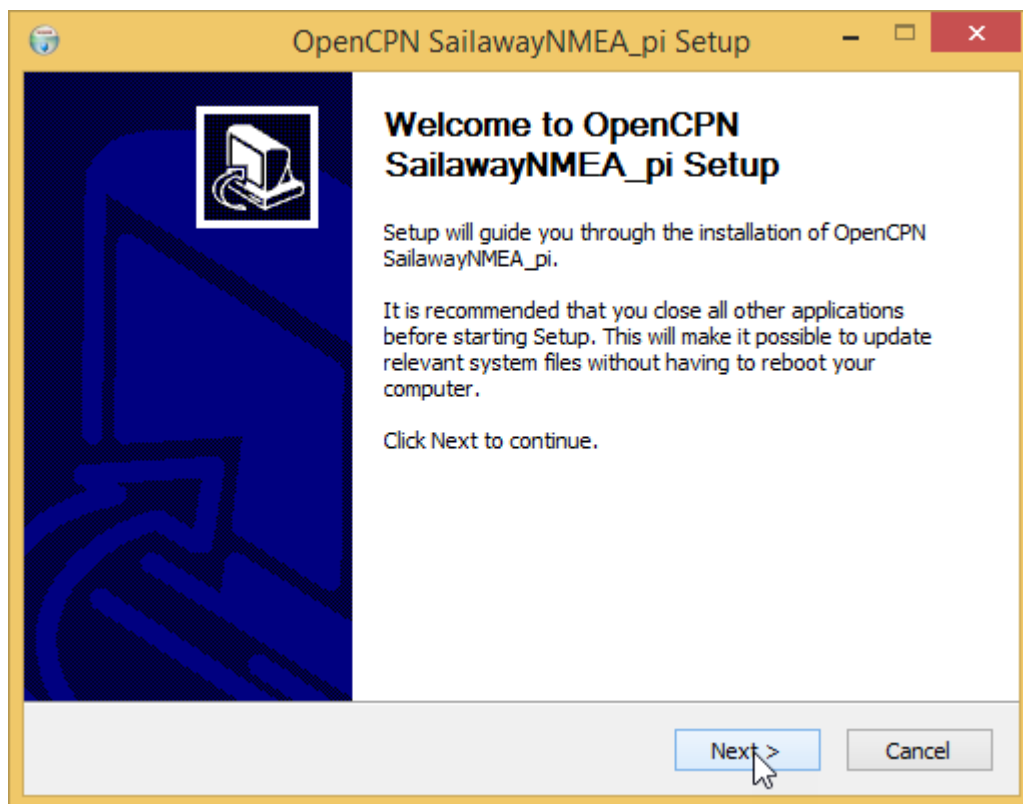 OpenCPN SailawayNMEA_pi Setup
Welcome to OpenCPN
SailawayNMEA_pi Setup
Setup will guide you through the installation of OpenCPN
SailawayNMEA_pi.
It is recommended that you close all other applications
before starting Setup. This will make it possible to update
relevant system files without having to reboot your
computer.
Click Next to continue.
Next >
Cancel